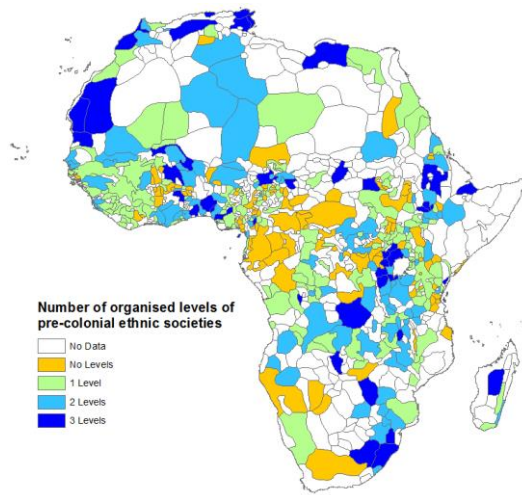 Number of organised levels of
pre-colonial ethnic societies
No Data
No Levels
1 Level
2 Levels
3 Levels